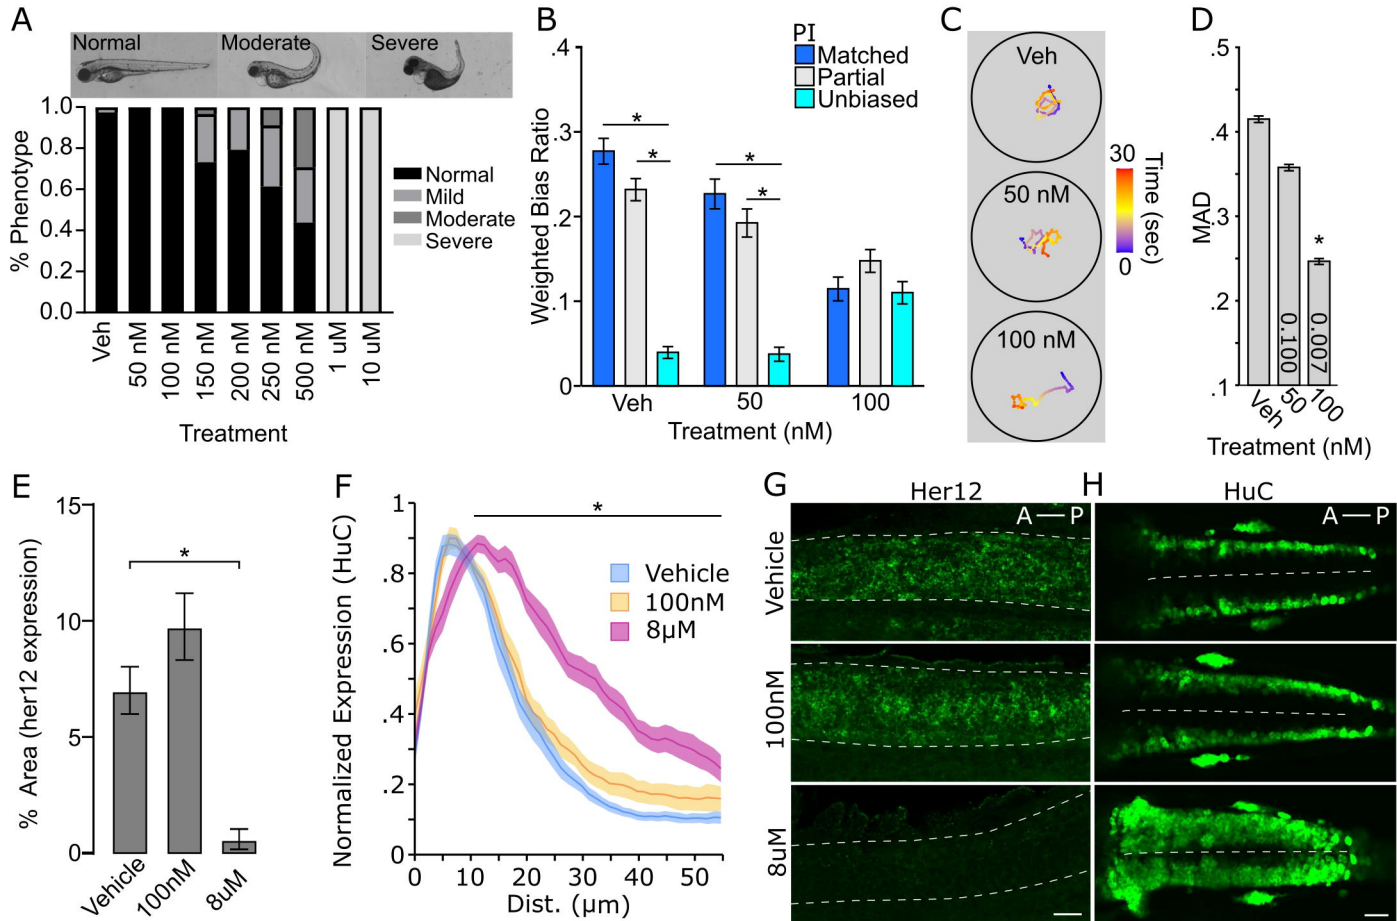 A
Normal
Moderate
Severe
% Phenotype
1.0
0.8
0.6
0.4
0.2
0.0
Normal
Mild
Moderate
Severe
Veh
50 nM
100 nM
150 nM
200 nM
250 nM
500 nM
1 uM
10 uM
Treatment
B
Weighted Bias Ratio
.4
.3
.2
.1
0
PI
Matched
Partial
Unbiased
*
*
*
*
Veh
50
100
Treatment (nM)
C
Veh
50 nM
100 nM
30
0
Time (sec)
D
MAD
.5
.4
.3
.2
.1
*
0.100
0.007
Veh
50
100
Treatment (nM)
E
% Area (her12 expression)
15
10
5
0
*
Vehicle
100nM
8uM
F
Normalized Expression (HuC)
1
.8
.6
.4
.2
0
*
Vehicle
100nM
8µM
0
10
20
30
40
50
Dist. (µm)
G
Her12
A
P
Vehicle
100nM
8uM
H
HuC
A
P